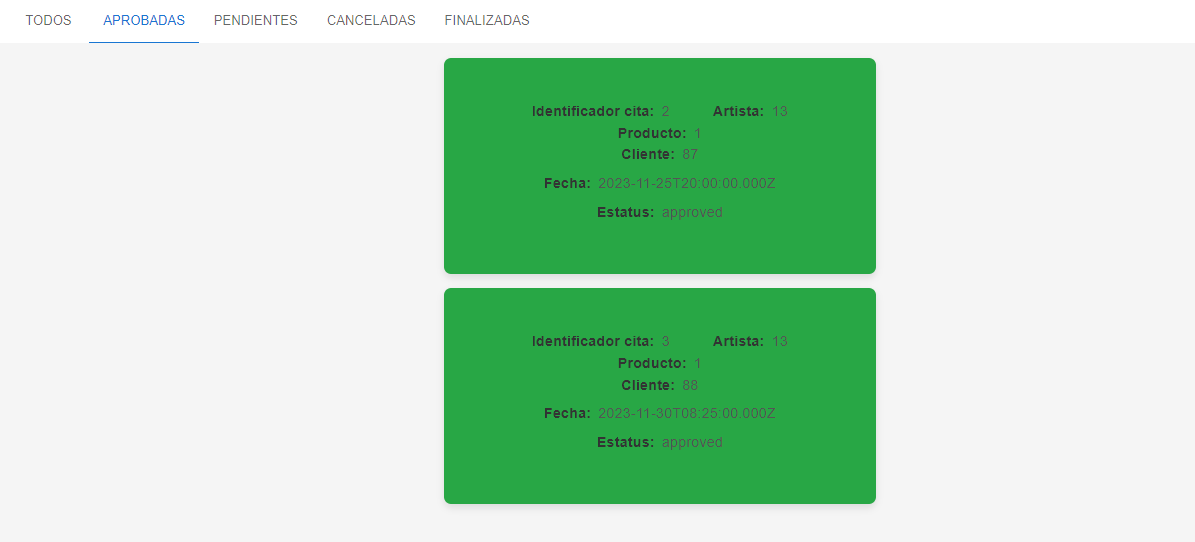 TODOS APROBADAS PENDIENTES CANCELADAS FINALIZADAS
Identificador cita: 2 Artista: 13
Producto: 1
Cliente: 87
Fecha: 2023-11-25T20:00:00.000Z
Estatus: approved
Identificador cita: 3 Artista: 13
Producto: 1
Cliente: 88
Fecha: 2023-11-30T08:25:00.000Z
Estatus: approved